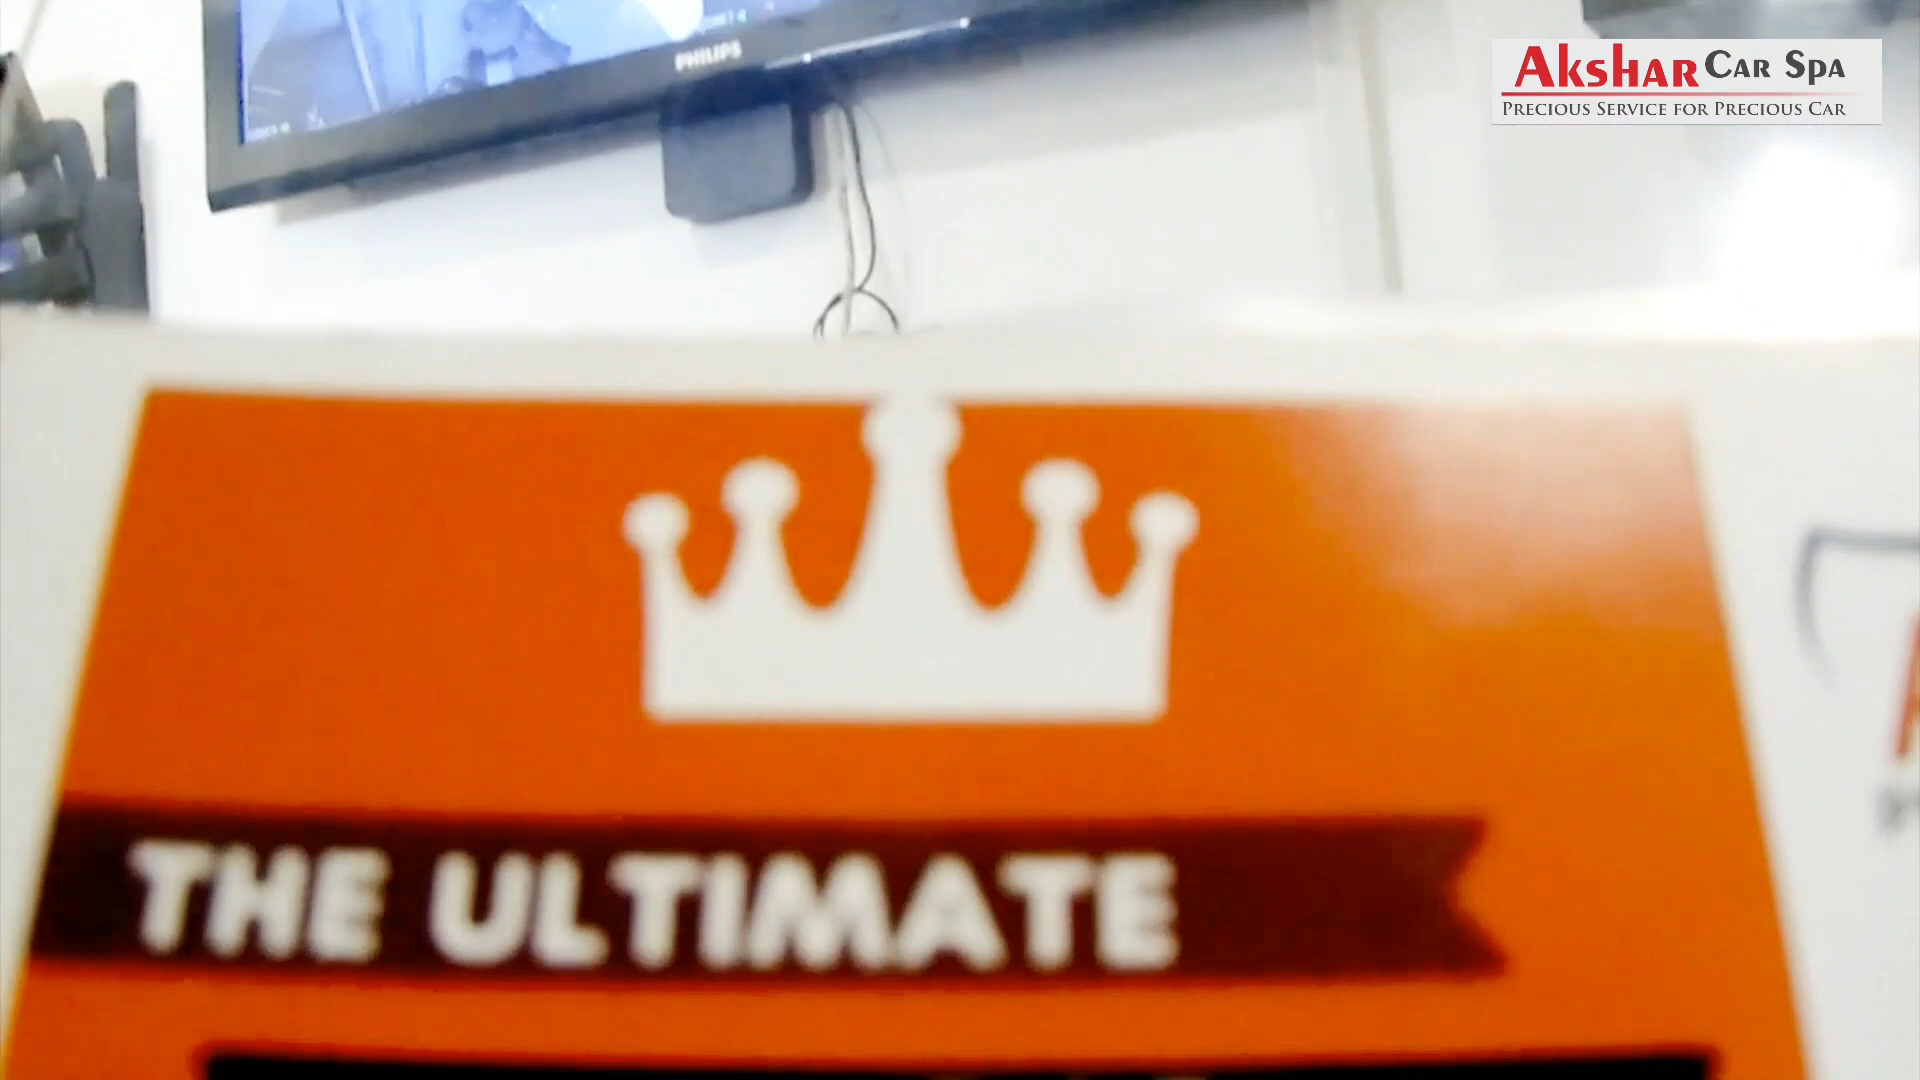 PHILIPS
AKSHAR CAR SPA
PRECIOUS SERVICE FOR PRECIOUS CAR
THE ULTIMATE